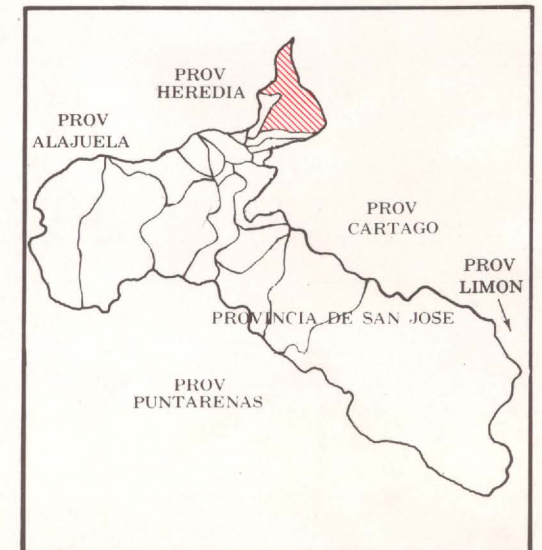 PROV
HEREDIA
PROV
ALAJUELA
PROV
CARTAGO
PROV
LIMON
PROVINCIA DE SAN JOSE
PROV
PUNTARENAS